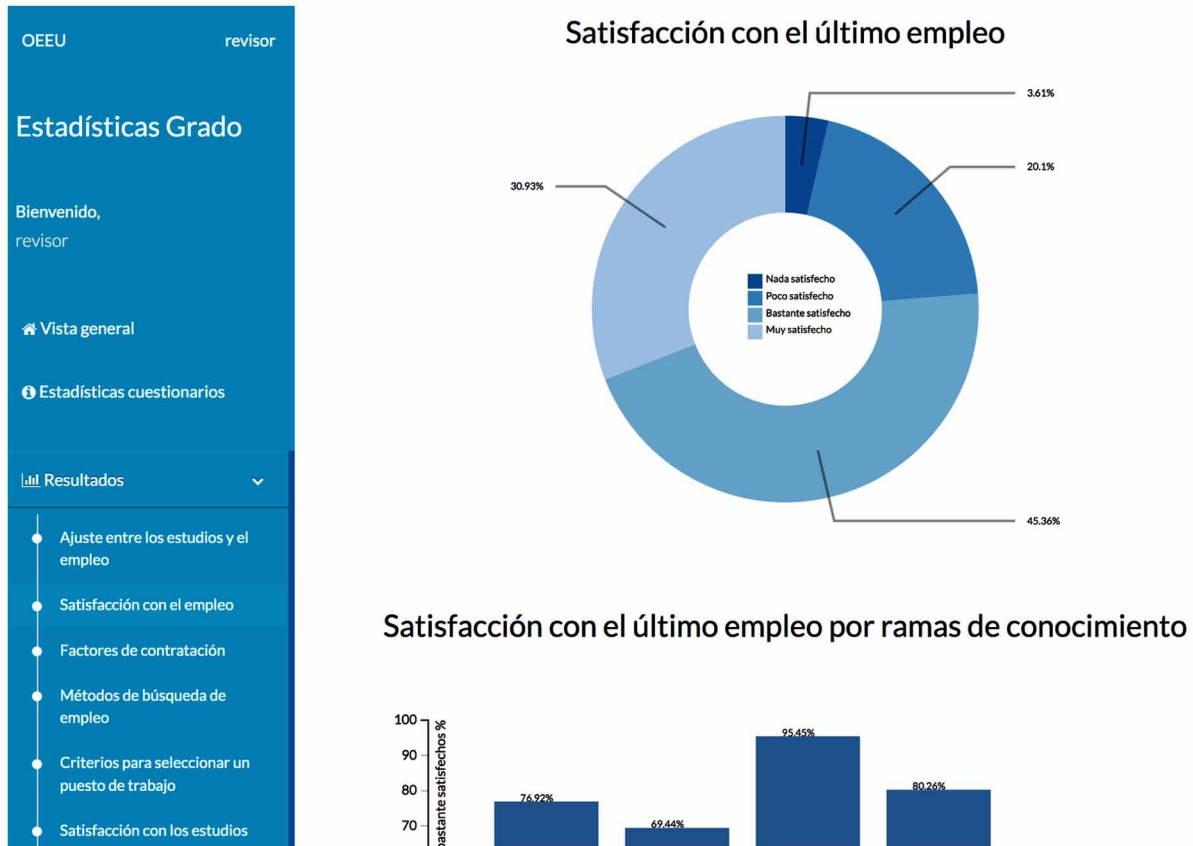 OEEU revisor
Estadísticas Grado
Bienvenido,
revisor
Vista general
Estadísticas cuestionarios
Resultados
Ajuste entre los estudios y el
empleo
Satisfacción con el empleo
Factores de contratación
Métodos de búsqueda de
empleo
Criterios para seleccionar un
puesto de trabajo
Satisfacción con los estudios
Satisfacción con el último empleo
3.61%
20.1%
30.93%
Nada satisfecho
Poco satisfecho
Bastante satisfecho
Muy satisfecho
45.36%
Satisfacción con el último empleo por ramas de conocimiento
100
90
80
70
bastante satisfechos %
76.92%
69.44%
95.45%
80.26%